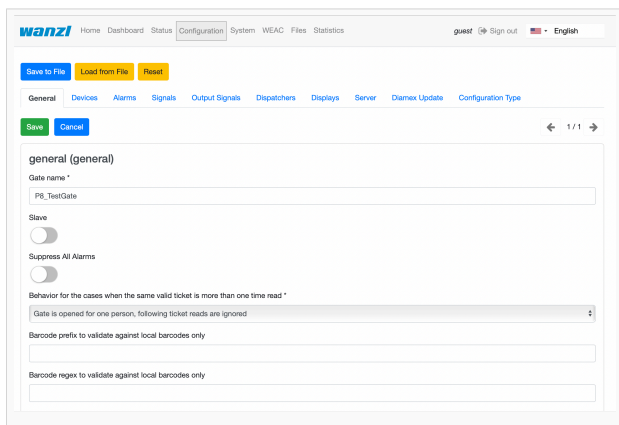 wanzl Home Dashboard Status Configuration System WEAC Files Statistics guest Sign out English
Save to File Load from File Reset
General Devices Alarms Signals Output Signals Dispatchers Displays Server Diamex Update Configuration Type
Save Cancel 1 / 1
general (general)
Gate name *
P8_TestGate
Slave
Suppress All Alarms
Behavior for the cases when the same valid ticket is more than one time read *
Gate is opened for one person, following ticket reads are ignored
Barcode prefix to validate against local barcodes only
Barcode regex to validate against local barcodes only